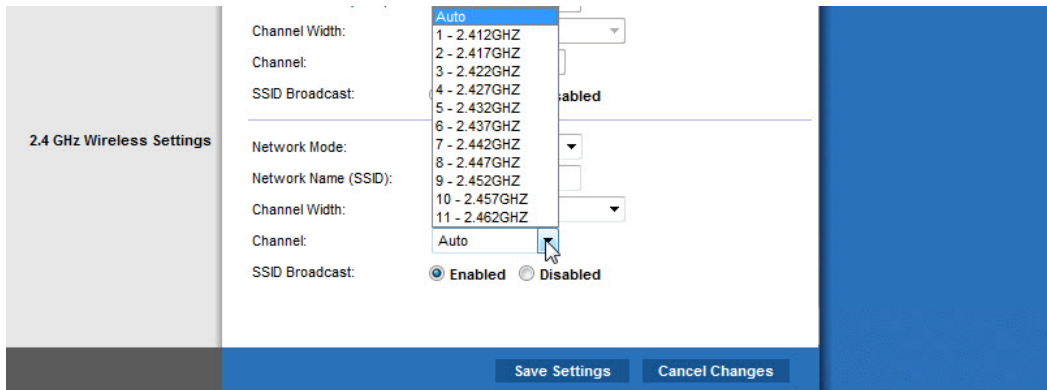 Auto
Channel Width:
1 - 2.412GHZ
2 - 2.417GHZ
Channel:
3 - 2.422GHZ
4 - 2.427GHZ
SSID Broadcast:
abled
5 - 2.432GHZ
6 - 2.437GHZ
2.4 GHz Wireless Settings
Network Mode:
7 - 2.442GHZ
8 - 2.447GHZ
Network Name (SSID):
9 - 2.452GHZ
10 - 2.457GHZ
Channel Width:
11 - 2.462GHZ
Channel:
Auto
SSID Broadcast:
Enabled Disabled
Save Settings Cancel Changes